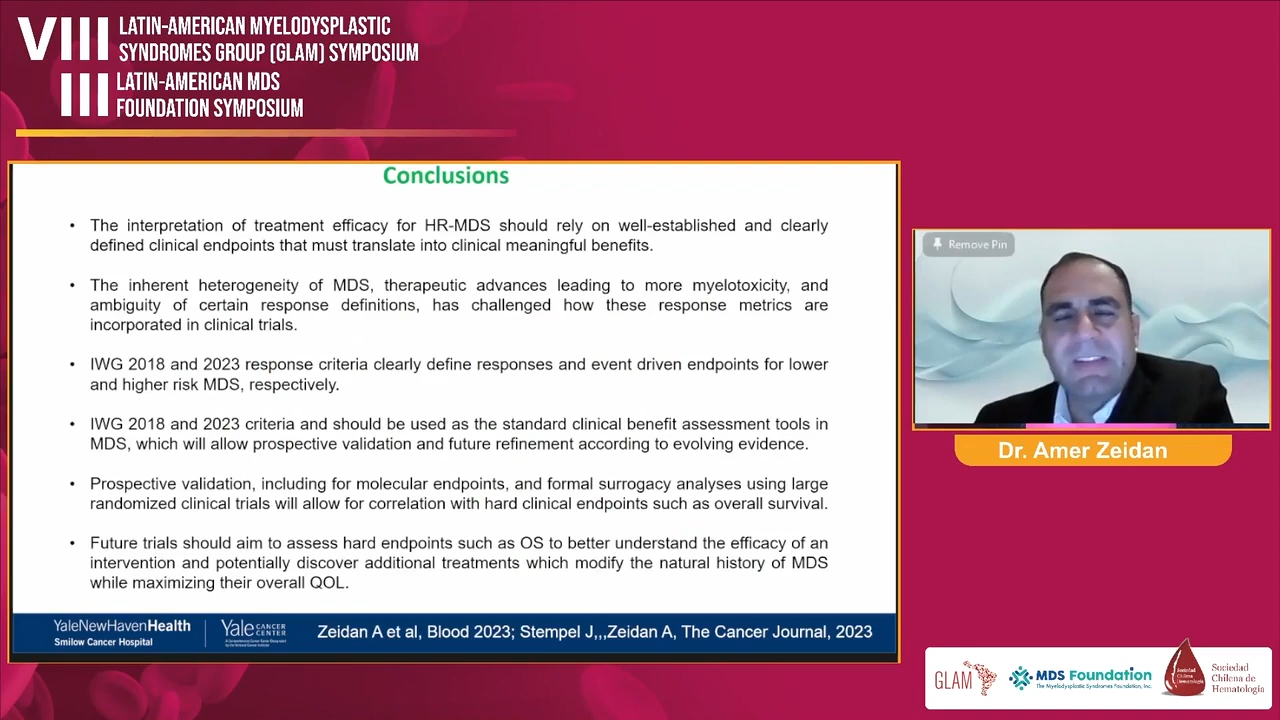 VIII LATIN-AMERICAN MYELODYSPLASTIC
SYNDROMES GROUP (GLAM) SYMPOSIUM
III LATIN-AMERICAN MDS
FOUNDATION SYMPOSIUM
Conclusions
• The interpretation of treatment efficacy for HR-MDS should rely on well-established and clearly
defined clinical endpoints that must translate into clinical meaningful benefits.
• The inherent heterogeneity of MDS, therapeutic advances leading to more myelotoxicity, and
ambiguity of certain response definitions, has challenged how these response metrics are
incorporated in clinical trials.
• IWG 2018 and 2023 response criteria clearly define responses and event driven endpoints for lower
and higher risk MDS, respectively.
• IWG 2018 and 2023 criteria and should be used as the standard clinical benefit assessment tools in
MDS, which will allow prospective validation and future refinement according to evolving evidence.
• Prospective validation, including for molecular endpoints, and formal surrogacy analyses using large
randomized clinical trials will allow for correlation with hard clinical endpoints such as overall survival.
• Future trials should aim to assess hard endpoints such as OS to better understand the efficacy of an
intervention and potentially discover additional treatments which modify the natural history of MDS
while maximizing their overall QOL.
YaleNewHavenHealth
Smilow Cancer Hospital
Yale CANCER
CENTER
Zeidan A et al, Blood 2023; Stempel J,,,Zeidan A, The Cancer Journal, 2023
Remove Pin
Dr. Amer Zeidan
GLAM
MDS Foundation
The Myelodysplastic Syndromes Foundation, Inc.
Sociedad
Chilena de
Hematología
Sociedad
Chilena de
Hematología